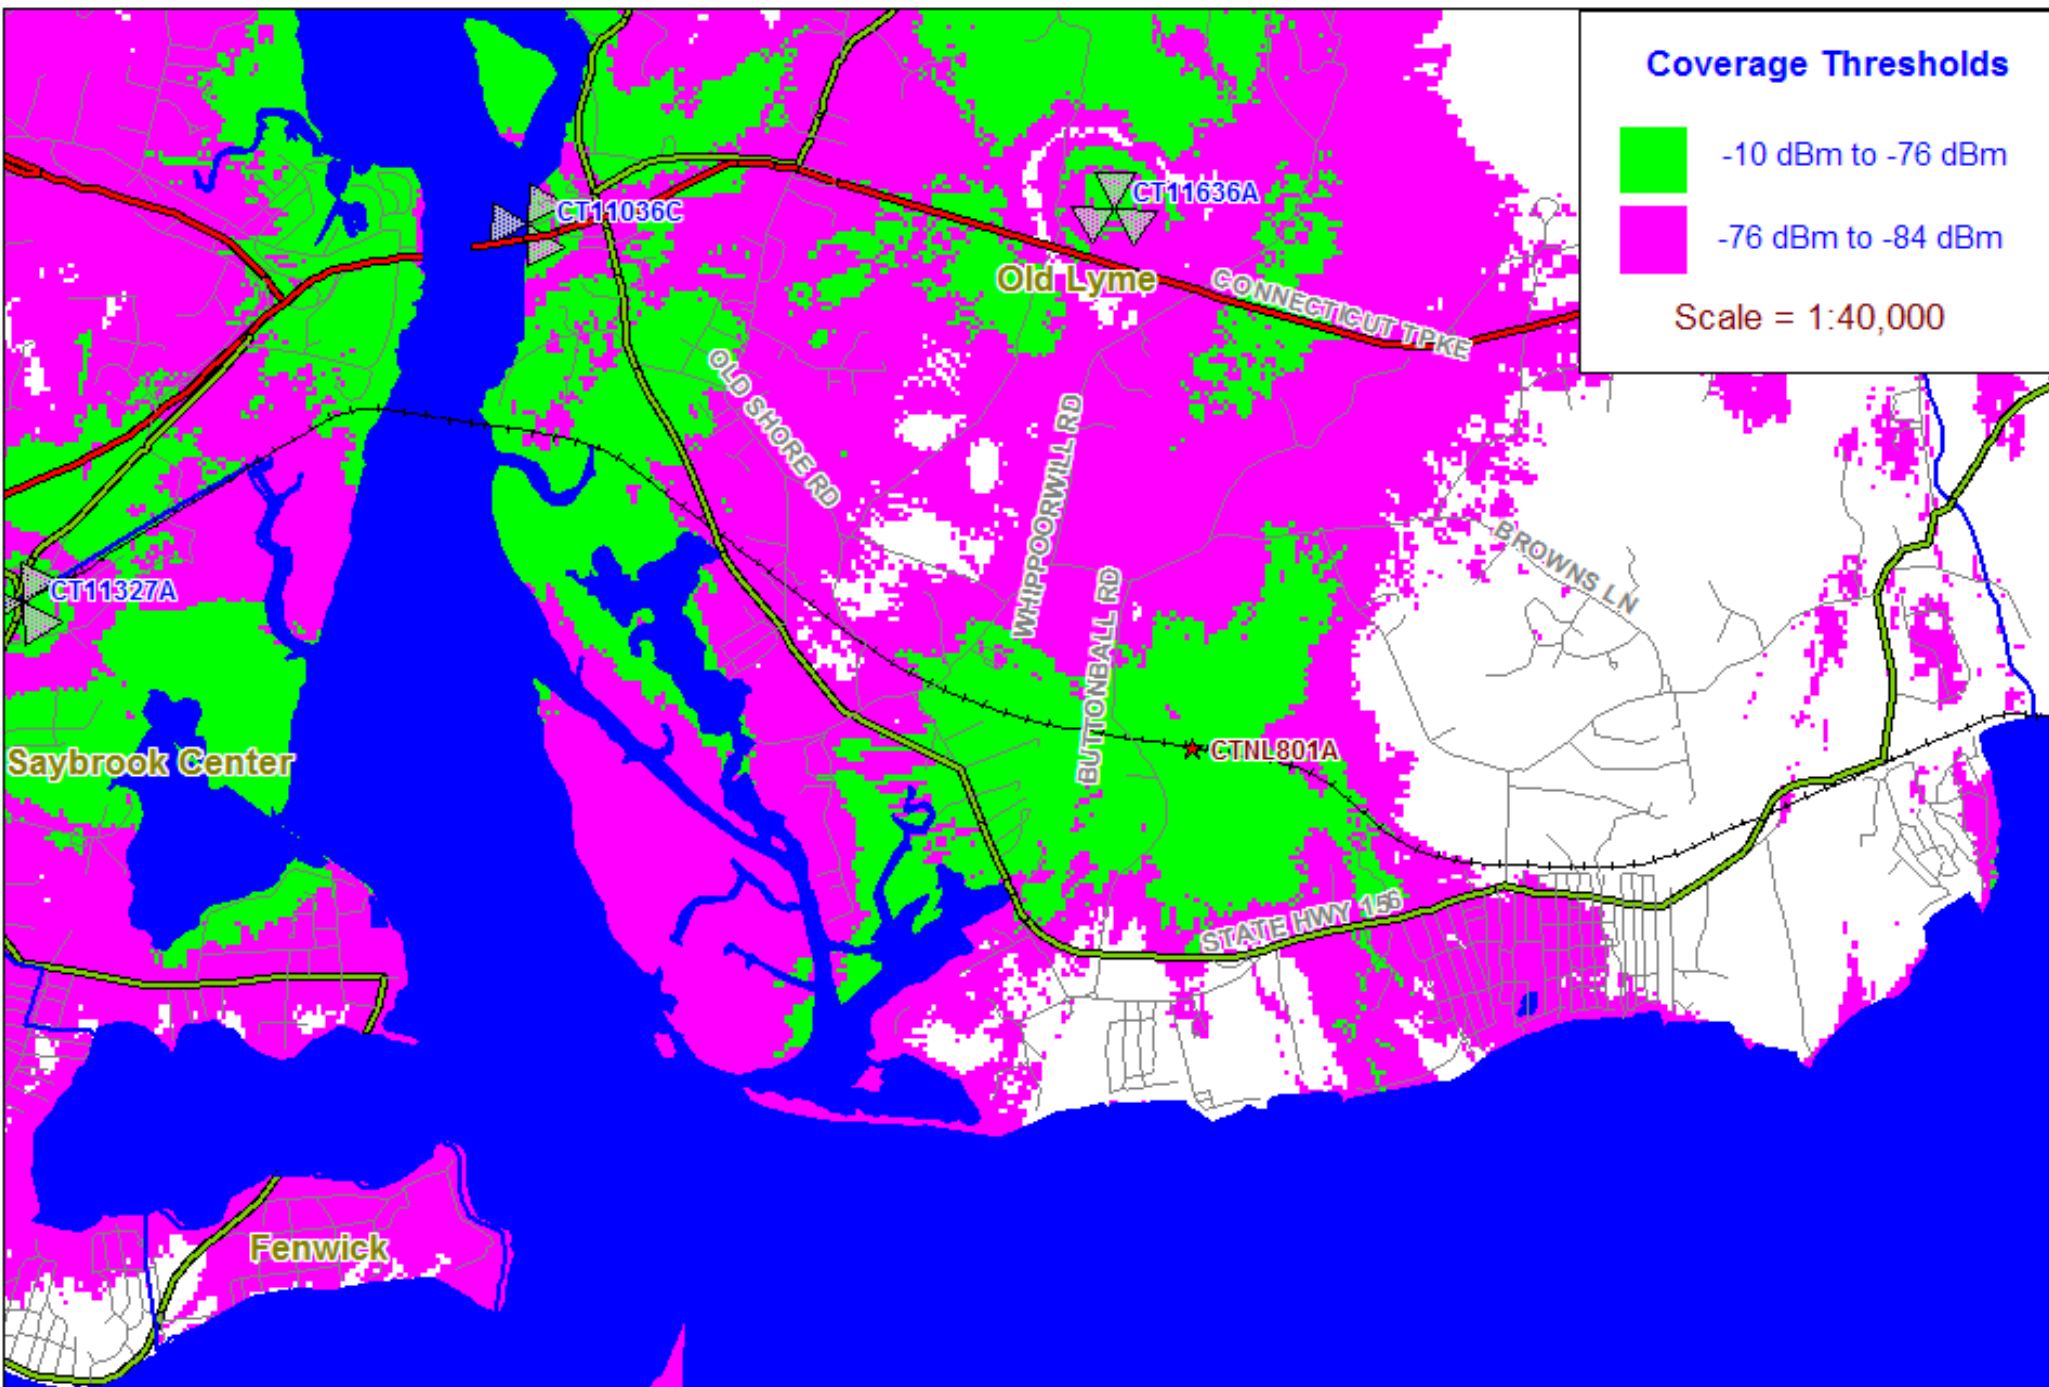 Coverage Thresholds
-10 dBm to -76 dBm
-76 dBm to -84 dBm
Scale = 1:40,000
CT11636A
CT11036C
Old Lyme
CONNECTICUT TPKE
OLD SHORE RD
WHIPPOORWILL RD
BROWNS LN
CT11327A
BUTTONBALL RD
CTNL801A
Saybrook Center
STATE HWY 156
Fenwick